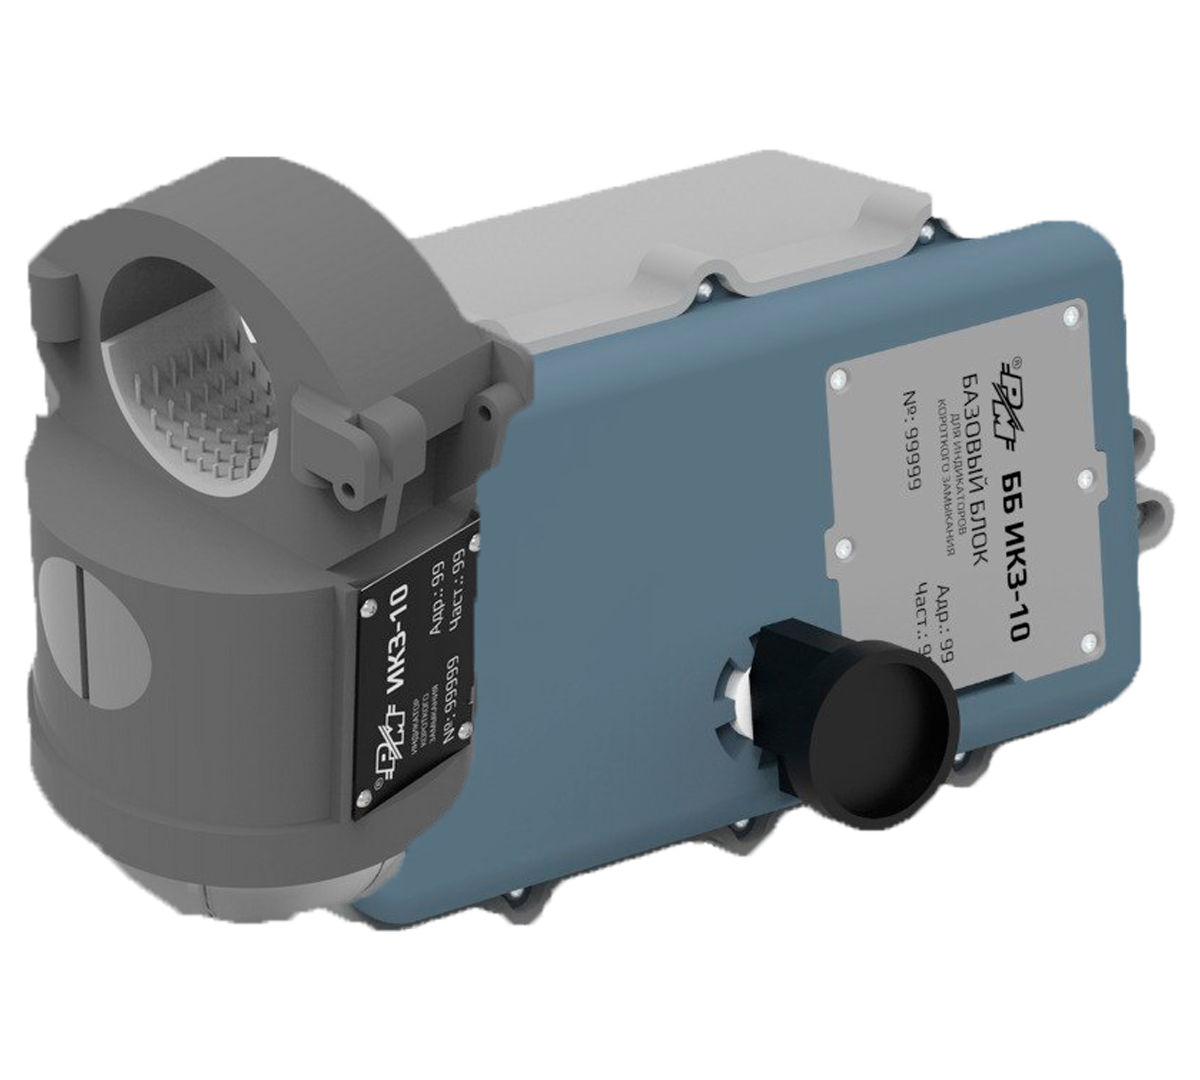 ®
ИКЗ-10
ИНДИКАТОР
КОРОТКОГО
ЗАМЫКАНИЯ
№: 99999
Адр.: 99
Част.: 99
®
ББ ИКЗ-10
БАЗОВЫЙ БЛОК
ДЛЯ ИНДИКАТОРОВ
КОРОТКОГО ЗАМЫКАНИЯ
№: 99999
Адр.: 99
Част.: 9